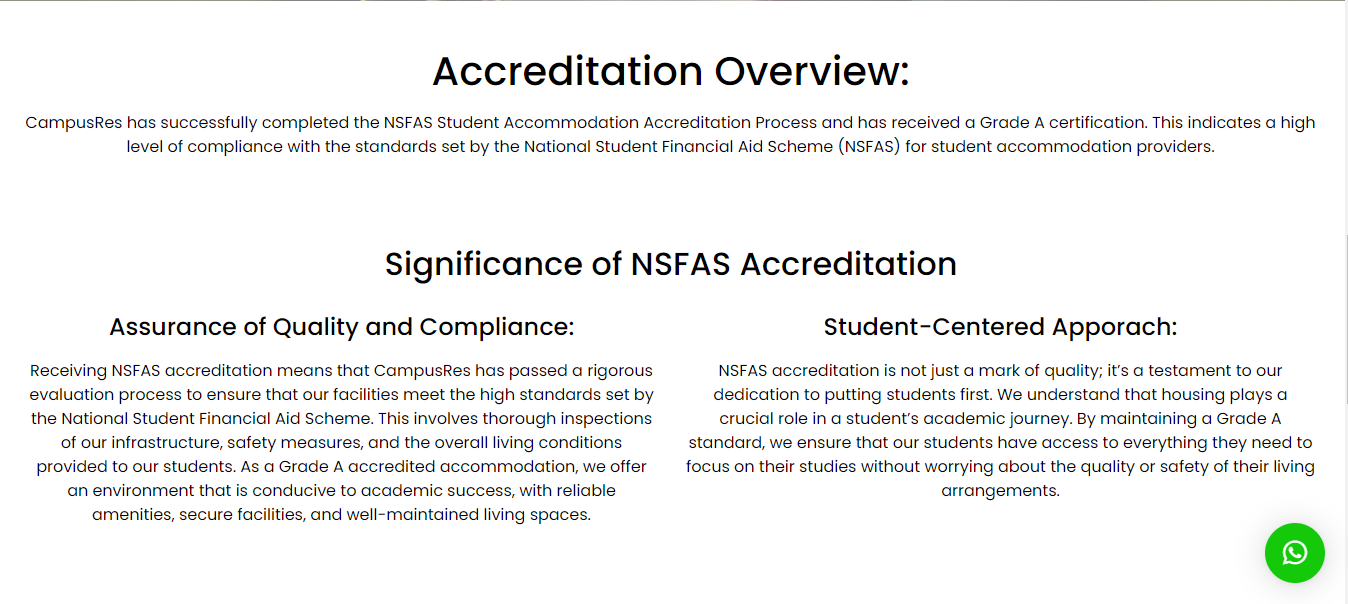 Accreditation Overview:
CampusRes has successfully completed the NSFAS Student Accommodation Accreditation Process and has received a Grade A certification. This indicates a high
level of compliance with the standards set by the National Student Financial Aid Scheme (NSFAS) for student accommodation providers.
Significance of NSFAS Accreditation
Assurance of Quality and Compliance:
Receiving NSFAS accreditation means that CampusRes has passed a rigorous
evaluation process to ensure that our facilities meet the high standards set by
the National Student Financial Aid Scheme. This involves thorough inspections
of our infrastructure, safety measures, and the overall living conditions
provided to our students. As a Grade A accredited accommodation, we offer
an environment that is conducive to academic success, with reliable
amenities, secure facilities, and well-maintained living spaces.
Student-Centered Apporach:
NSFAS accreditation is not just a mark of quality; it’s a testament to our
dedication to putting students first. We understand that housing plays a
crucial role in a student’s academic journey. By maintaining a Grade A
standard, we ensure that our students have access to everything they need to
focus on their studies without worrying about the quality or safety of their living
arrangements.